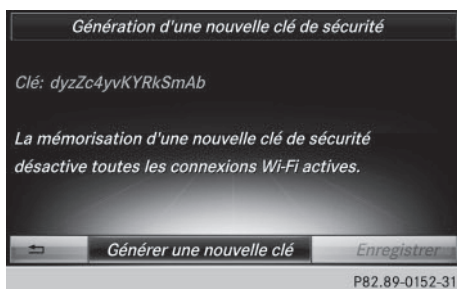 Génération d'une nouvelle clé de sécurité
Clé: dyzZc4yvKYRkSmAb
La mémorisation d'une nouvelle clé de sécurité
désactive toutes les connexions Wi-Fi actives.
Générer une nouvelle clé
Enregistrer
P82.89-0152-31